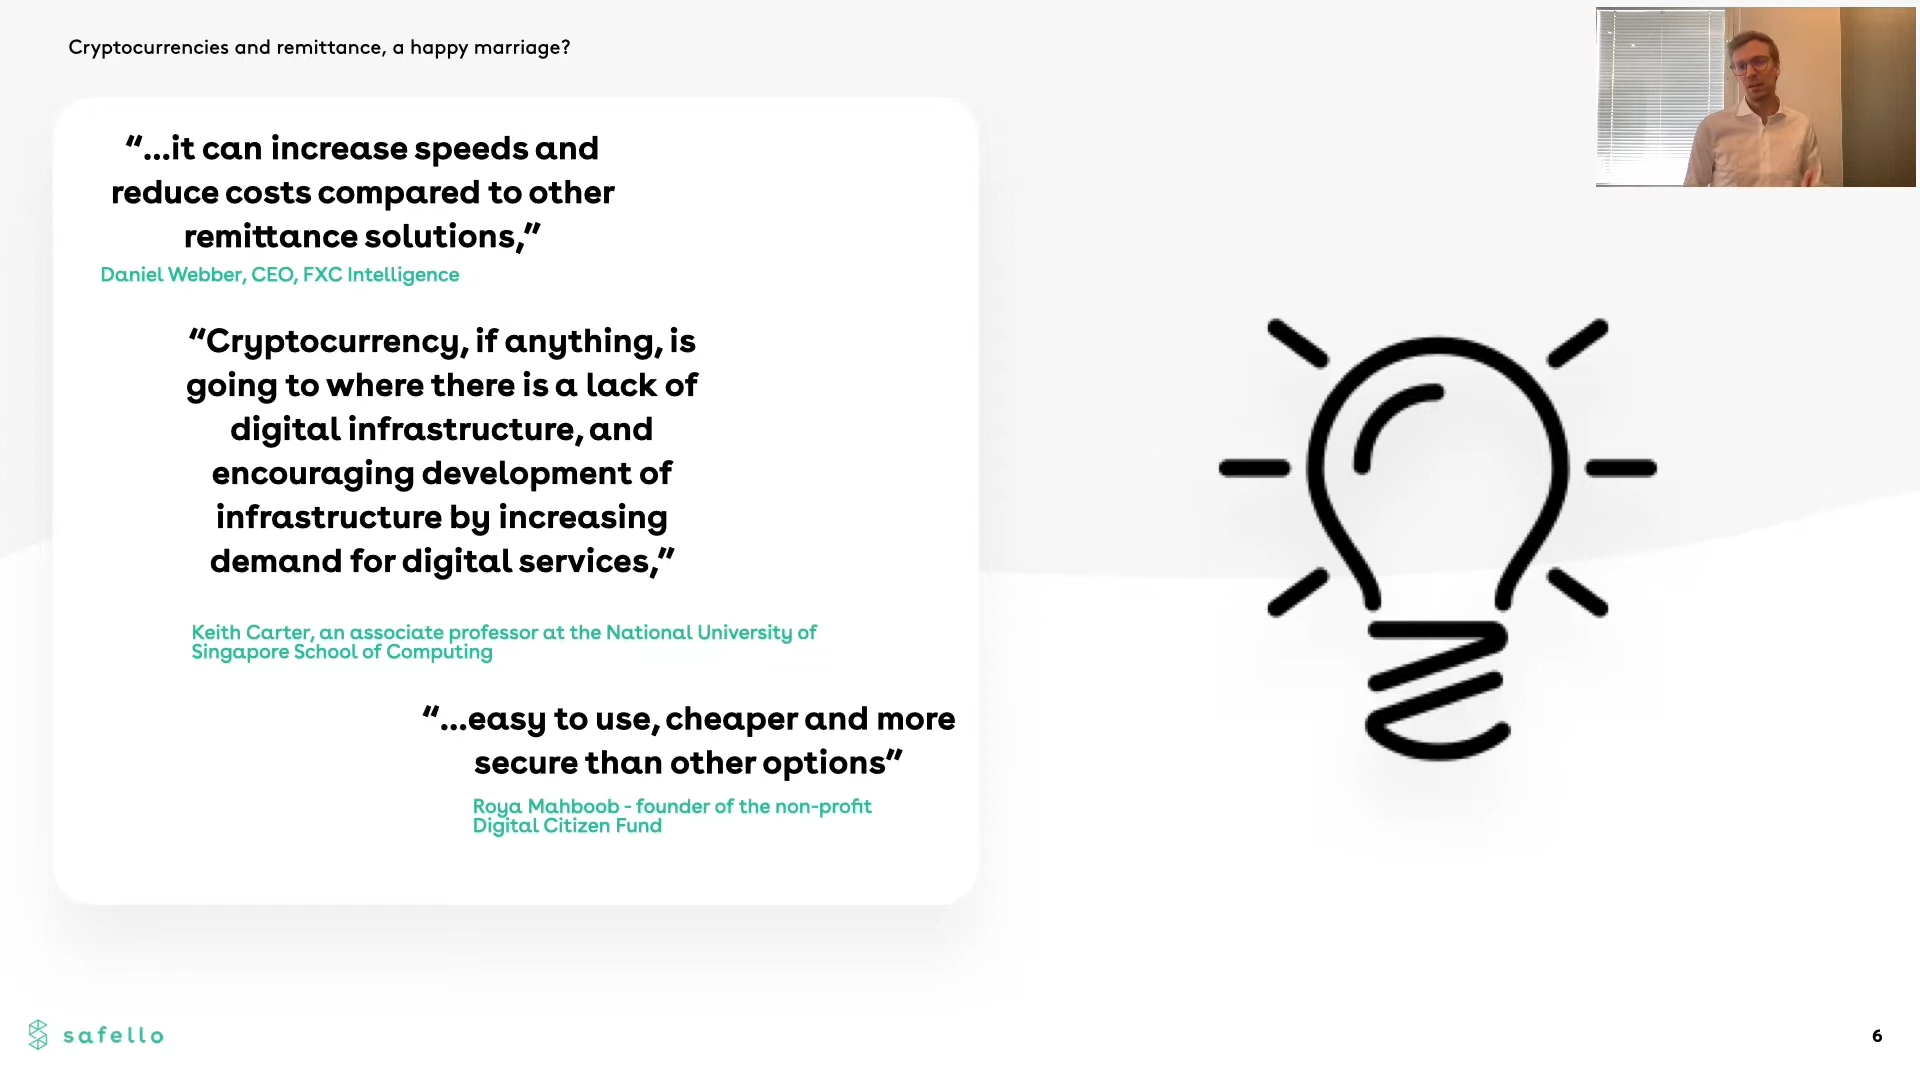 Cryptocurrencies and remittance, a happy marriage?
“...it can increase speeds and
reduce costs compared to other
remittance solutions,”
Daniel Webber, CEO, FXC Intelligence
“Cryptocurrency, if anything, is
going to where there is a lack of
digital infrastructure, and
encouraging development of
infrastructure by increasing
demand for digital services,”
Keith Carter, an associate professor at the National University of
Singapore School of Computing
“...easy to use, cheaper and more
secure than other options”
Roya Mahboob - founder of the non-profit
Digital Citizen Fund
safello
6